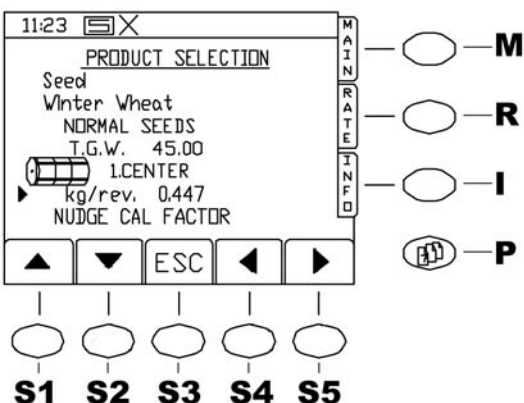 11:23 S
PRODUCT SELECTION
Seed
WInter Wheat
NORMAL SEEDS
T.G.W. 45.00
1.CENTER
kg/rev. 0.447
NUDGE CAL FACTOR
ESC
MAIN
RATE
INFO
M
R
I
P
S1 S2 S3 S4 S5